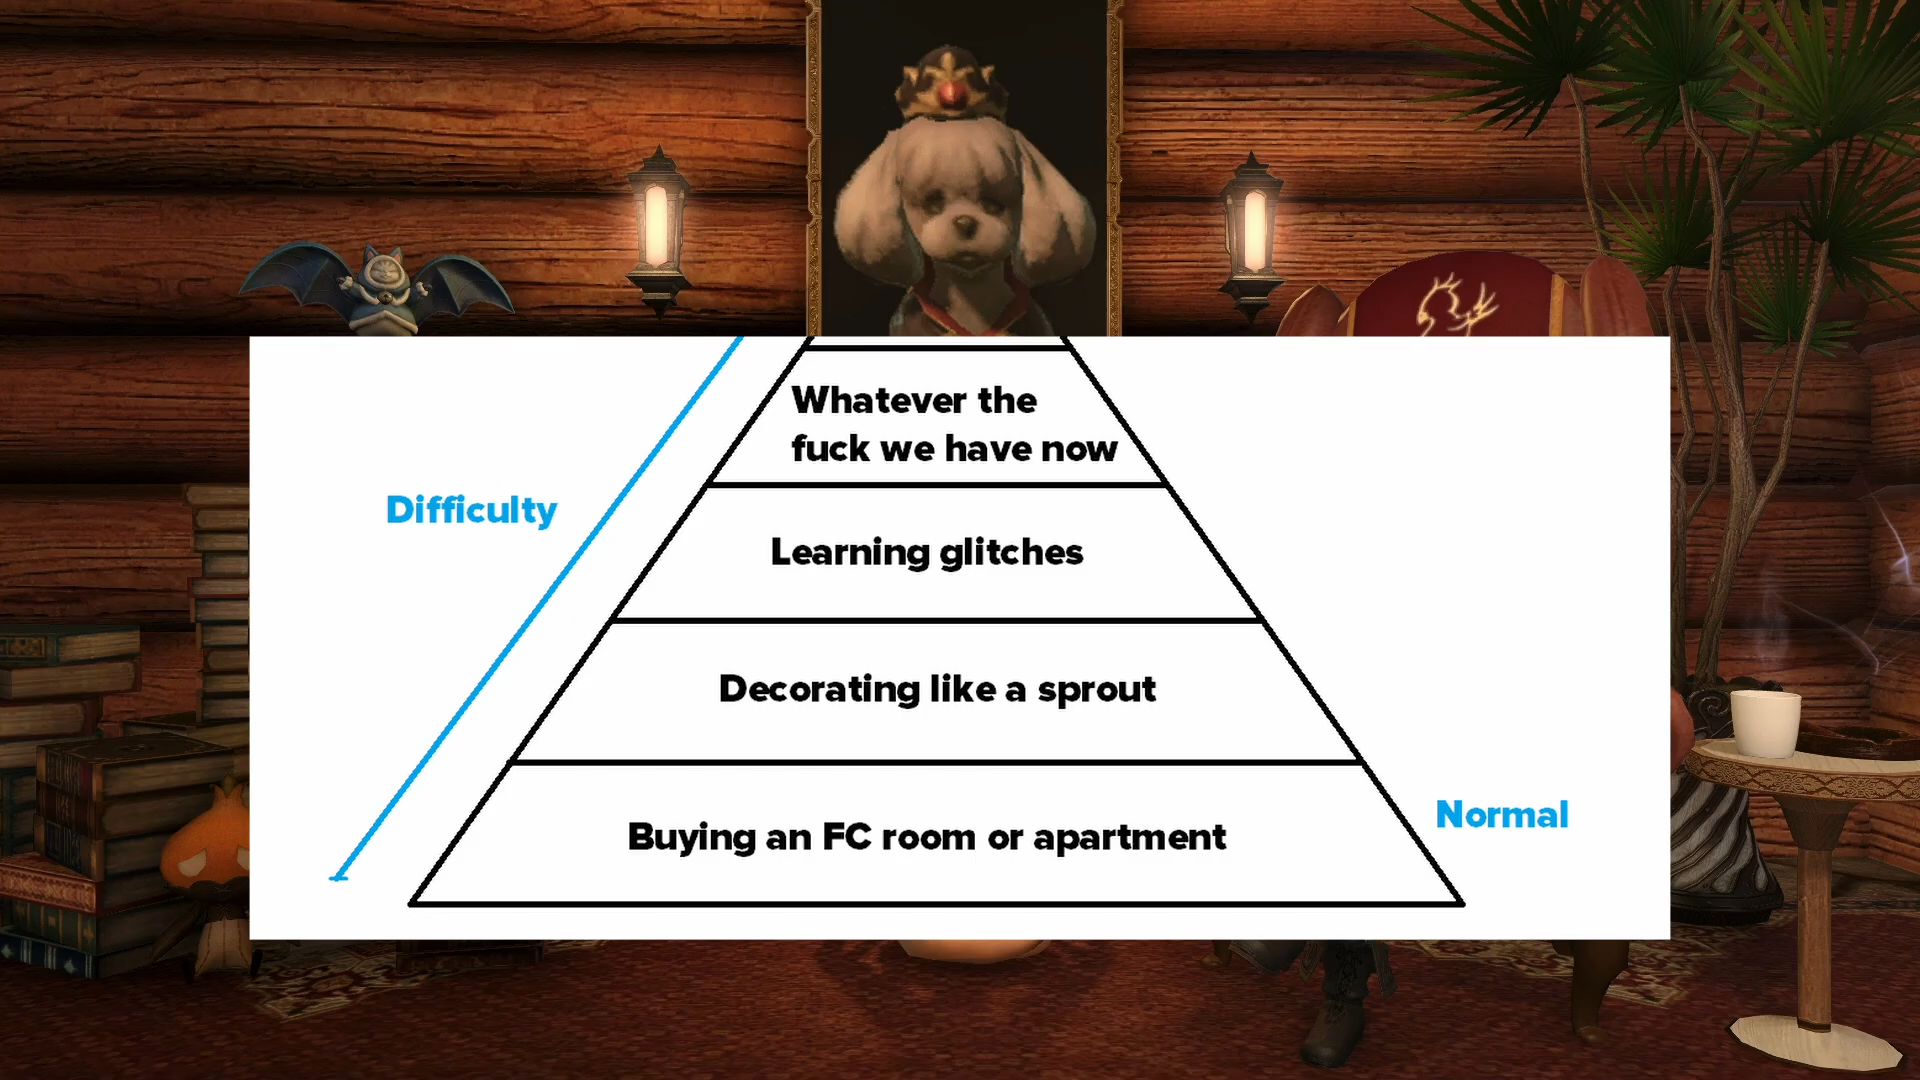 Whatever the
fuck we have now
Difficulty
Learning glitches
Decorating like a sprout
Normal
Buying an FC room or apartment